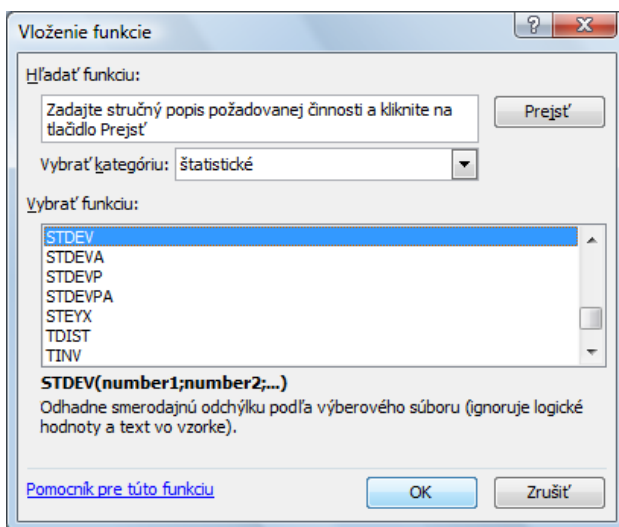 Vloženie funkcie
Hľadať funkciu:
Zadajte stručný popis požadovanej činnosti a kliknite na
tlačidlo Prejsť
Prejsť
Vybrať kategóriu: štatistické
Vybrať funkciu:
STDEV
STDEVA
STDEVP
STDEVPA
STEYX
TDIST
TINV
STDEV(number1;number2;...)
Odhadne smerodajnú odchýlku podľa výberového súboru (ignoruje logické
hodnoty a text vo vzorke).
Pomocník pre túto funkciu
OK
Zrušiť